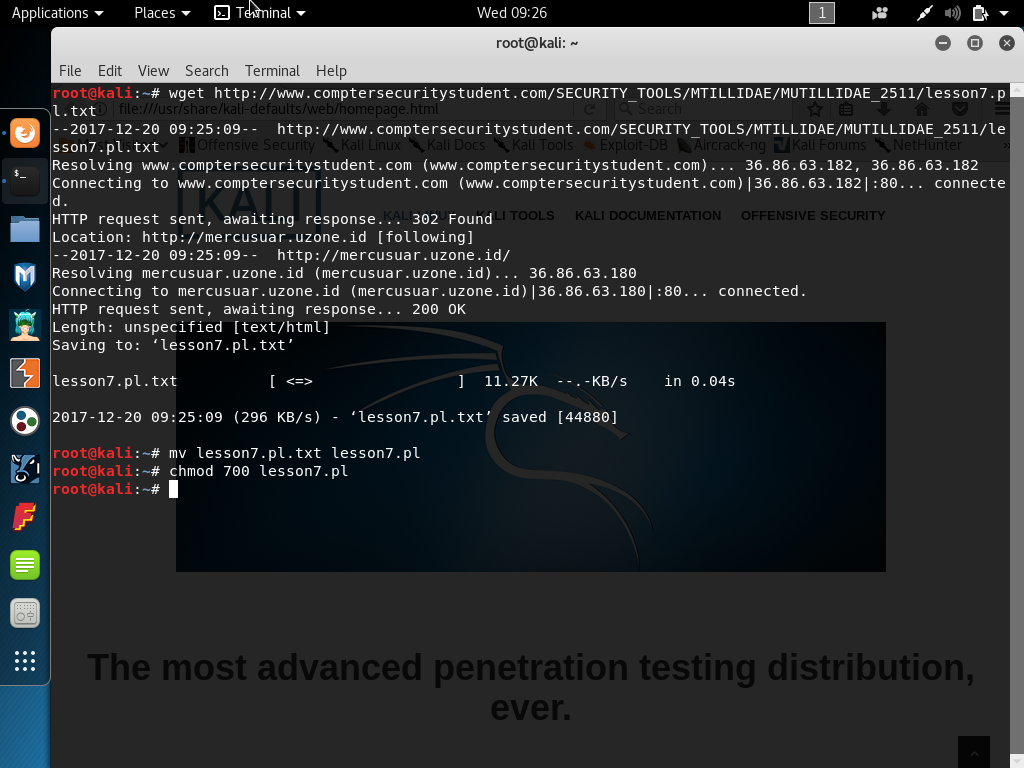 Applications Places Terminal Wed 09:26 1
root@kali: ~
File Edit View Search Terminal Help
root@kali:~# wget http://www.comptersecuritystudent.com/SECURITY_TOOLS/MTILLIDAE/MUTILLIDAE_2511/lesson7.p
l.txt
file:///usr/share/kali-defaults/web/homepage.html Search
--2017-12-20 09:25:09--  http://www.comptersecuritystudent.com/SECURITY_TOOLS/MTILLIDAE/MUTILLIDAE_2511/le
sson7.pl.txt
Offensive Security Kali Linux Kali Docs Kali Tools Exploit-DB Aircrack-ng Kali Forums NetHunter »
Resolving www.comptersecuritystudent.com (www.comptersecuritystudent.com)... 36.86.63.182, 36.86.63.182
Connecting to www.comptersecuritystudent.com (www.comptersecuritystudent.com)|36.86.63.182|:80... connecte
d.
KALI
HTTP request sent, awaiting response... 302 Found
KALI TOOLS KALI DOCUMENTATION OFFENSIVE SECURITY
Location: http://mercusuar.uzone.id [following]
--2017-12-20 09:25:09--  http://mercusuar.uzone.id/
Resolving mercusuar.uzone.id (mercusuar.uzone.id)... 36.86.63.180
Connecting to mercusuar.uzone.id (mercusuar.uzone.id)|36.86.63.180|:80... connected.
HTTP request sent, awaiting response... 200 OK
Length: unspecified [text/html]
Saving to: ‘lesson7.pl.txt’
lesson7.pl.txt          [ <=>                ]  11.27K  --.-KB/s    in 0.04s
2017-12-20 09:25:09 (296 KB/s) - ‘lesson7.pl.txt’ saved [44880]
root@kali:~# mv lesson7.pl.txt lesson7.pl
root@kali:~# chmod 700 lesson7.pl
root@kali:~#
The most advanced penetration testing distribution,
ever.